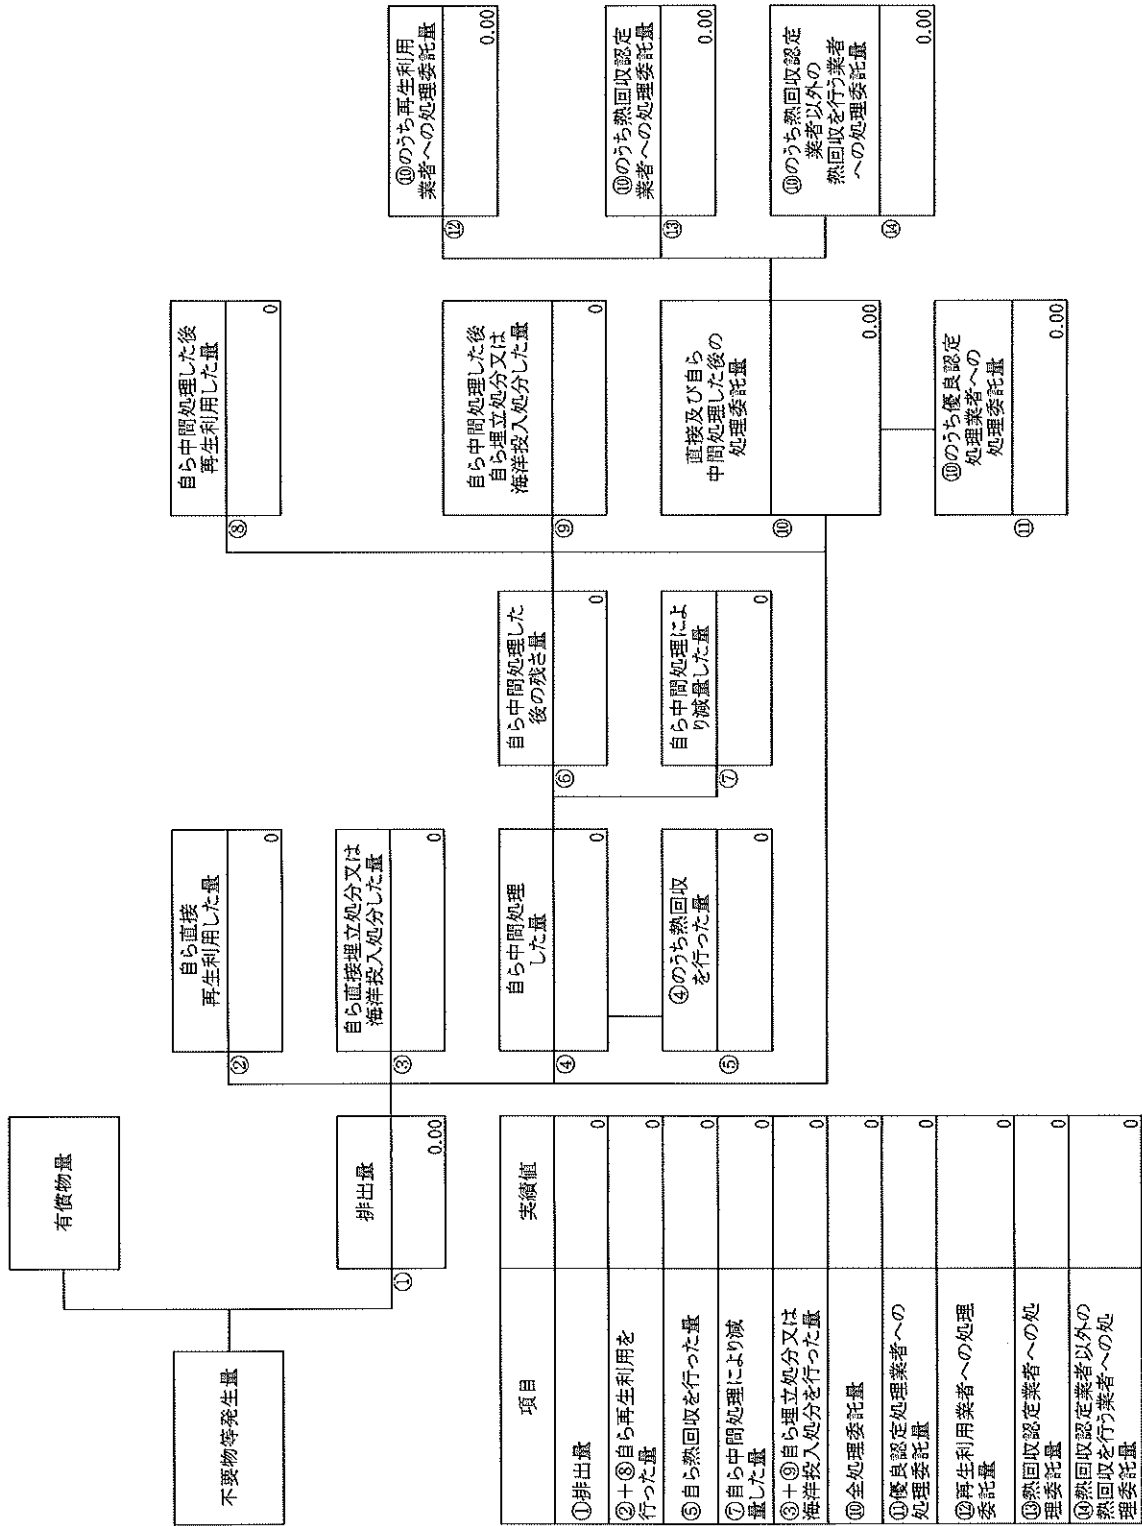 不要物等発生量
有償物量
①
排出量
0.00
②
自ら直接
再生利用した量
0
③
自ら直接埋立処分又は
海洋投入処分した量
0
④
自ら中間処理
した量
0
⑤
④のうち熱回収
を行った量
0
⑥
自ら中間処理した
後の残さ量
0
⑦
自ら中間処理によ
り減量した量
0
⑧
自ら中間処理した後
再生利用した量
0
⑨
自ら中間処理した後
自ら埋立処分又は
海洋投入処分した量
0
⑩
直接及び自ら
中間処理した後の
処理委託量
0.00
⑪
⑩のうち優良認定
処理業者への
処理委託量
0.00
⑫
⑩のうち再生利用
業者への処理委託量
0.00
⑬
⑩のうち熱回収認定
業者への処理委託量
0.00
⑭
⑩のうち熱回収認定
業者以外の
熱回収を行う業者
への処理委託量
0.00
項目
実績値
①排出量
0
②+⑧自ら再生利用を
行った量
0
⑤自ら熱回収を行った量
0
⑦自ら中間処理により減
量した量
0
③+⑨自ら埋立処分又は
海洋投入処分を行った量
0
⑩全処理委託量
0
⑪優良認定処理業者への
処理委託量
0
⑫再生利用業者への処理
委託量
0
⑬熱回収認定業者への処
理委託量
0
⑭熱回収認定業者以外の
熱回収を行う業者への処
理委託量
0